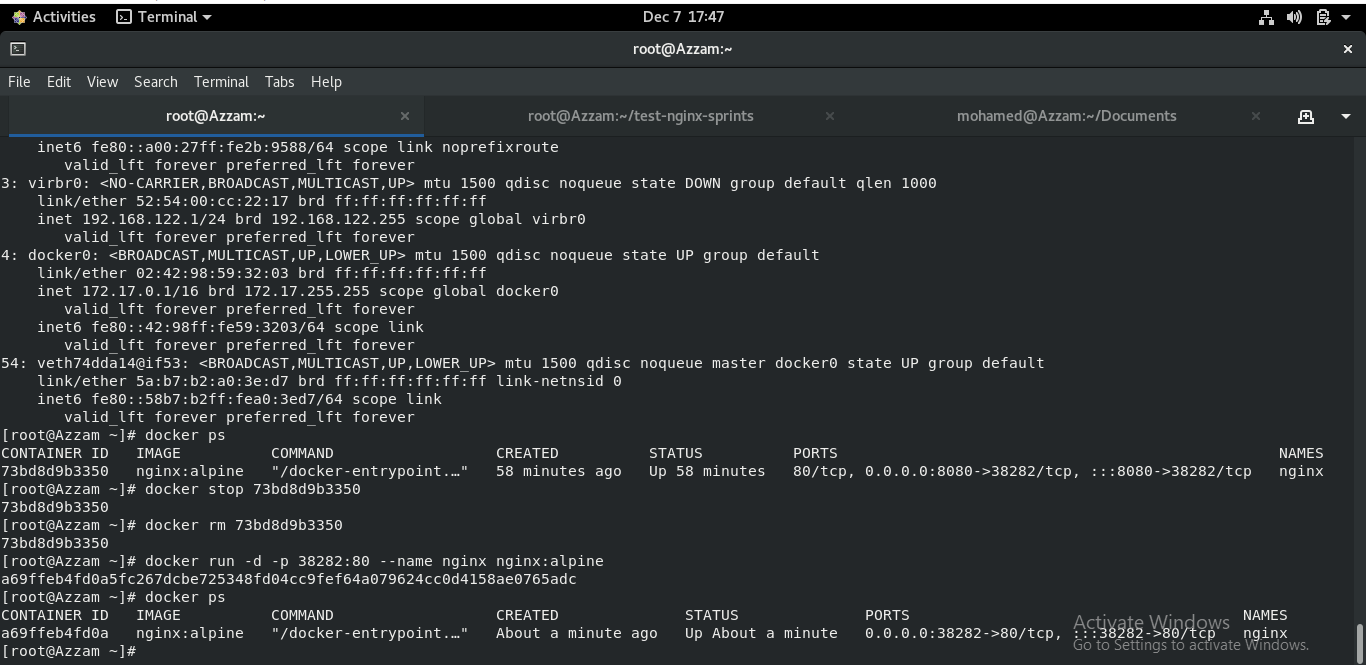 Activities Terminal Dec 7 17:47
root@Azzam:~
File Edit View Search Terminal Tabs Help
root@Azzam:~ root@Azzam:~/test-nginx-sprints mohamed@Azzam:~/Documents
inet6 fe80::a00:27ff:fe2b:9588/64 scope link noprefixroute
valid_lft forever preferred_lft forever
3: virbr0: <NO-CARRIER,BROADCAST,MULTICAST,UP> mtu 1500 qdisc noqueue state DOWN group default qlen 1000
link/ether 52:54:00:cc:22:17 brd ff:ff:ff:ff:ff:ff
inet 192.168.122.1/24 brd 192.168.122.255 scope global virbr0
valid_lft forever preferred_lft forever
4: docker0: <BROADCAST,MULTICAST,UP,LOWER_UP> mtu 1500 qdisc noqueue state UP group default
link/ether 02:42:98:59:32:03 brd ff:ff:ff:ff:ff:ff
inet 172.17.0.1/16 brd 172.17.255.255 scope global docker0
valid_lft forever preferred_lft forever
inet6 fe80::42:98ff:fe59:3203/64 scope link
valid_lft forever preferred_lft forever
54: veth74dda14@if53: <BROADCAST,MULTICAST,UP,LOWER_UP> mtu 1500 qdisc noqueue master docker0 state UP group default
link/ether 5a:b7:b2:a0:3e:d7 brd ff:ff:ff:ff:ff:ff link-netnsid 0
inet6 fe80::58b7:b2ff:fea0:3ed7/64 scope link
valid_lft forever preferred_lft forever
[root@Azzam ~]# docker ps
CONTAINER ID IMAGE COMMAND CREATED STATUS PORTS NAMES
73bd8d9b3350 nginx:alpine "/docker-entrypoint.…" 58 minutes ago Up 58 minutes 80/tcp, 0.0.0.0:8080->38282/tcp, :::8080->38282/tcp nginx
[root@Azzam ~]# docker stop 73bd8d9b3350
73bd8d9b3350
[root@Azzam ~]# docker rm 73bd8d9b3350
73bd8d9b3350
[root@Azzam ~]# docker run -d -p 38282:80 --name nginx nginx:alpine
a69ffeb4fd0a5fc267dcbe725348fd04cc9fef64a079624cc0d4158ae0765adc
[root@Azzam ~]# docker ps
CONTAINER ID IMAGE COMMAND CREATED STATUS PORTS NAMES
a69ffeb4fd0a nginx:alpine "/docker-entrypoint.…" About a minute ago Up About a minute 0.0.0.0:38282->80/tcp, :::38282->80/tcp nginx
[root@Azzam ~]#
Activate Windows
Go to Settings to activate Windows.